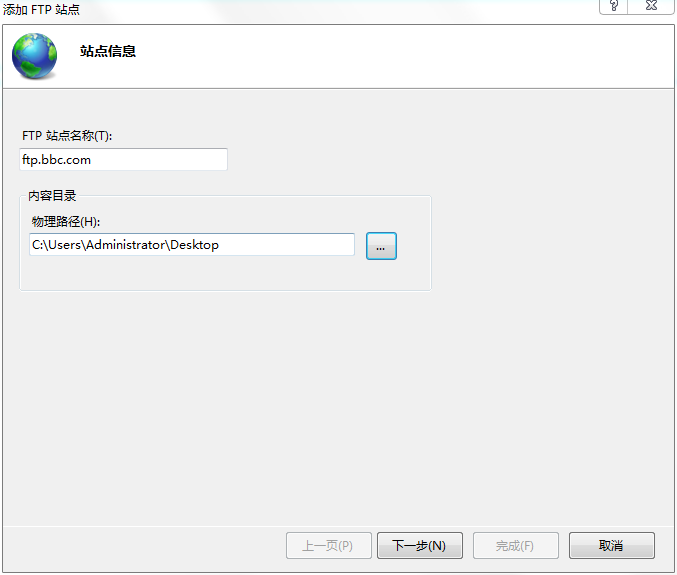 添加 FTP 站点
站点信息
FTP 站点名称(T):
ftp.bbc.com
内容目录
物理路径(H):
C:\Users\Administrator\Desktop
...
上一页(P) 下一步(N) 完成(F) 取消